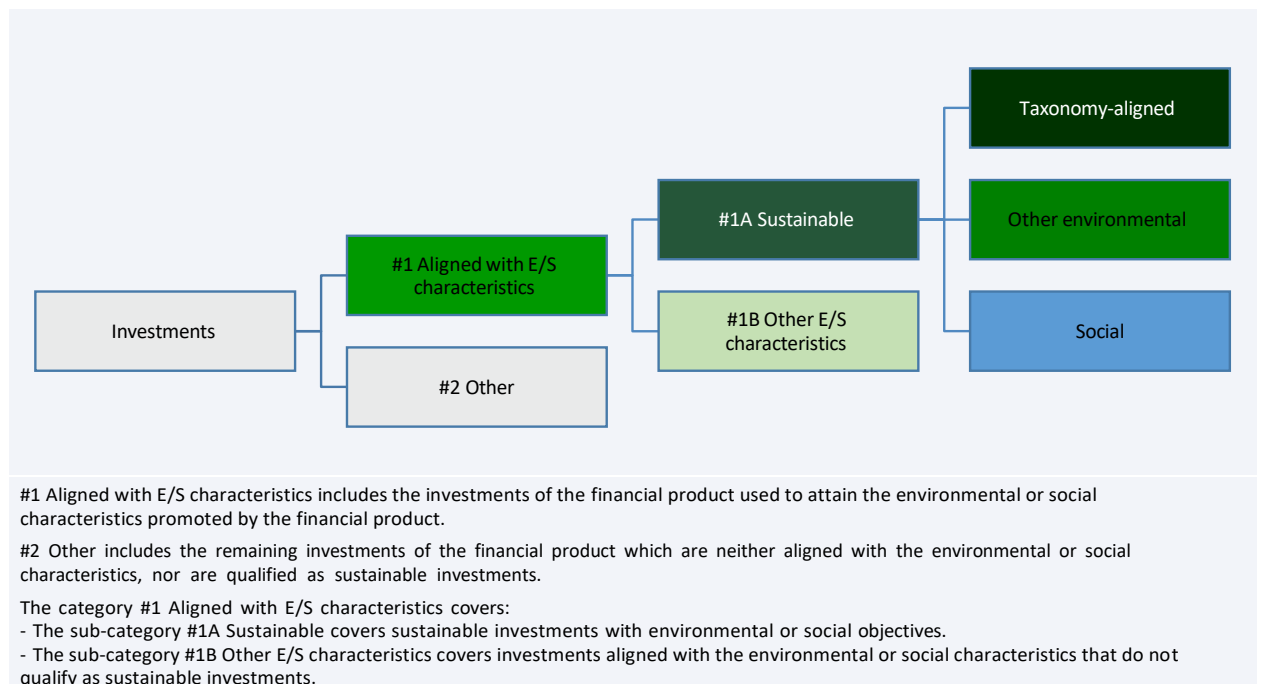 Taxonomy-aligned
#1A Sustainable
Other environmental
#1 Aligned with E/S
characteristics
Investments
#1B Other E/S
characteristics
Social
#2 Other
#1 Aligned with E/S characteristics includes the investments of the financial product used to attain the environmental or social
characteristics promoted by the financial product.
#2 Other includes the remaining investments of the financial product which are neither aligned with the environmental or social
characteristics, nor are qualified as sustainable investments.
The category #1 Aligned with E/S characteristics covers:
- The sub-category #1A Sustainable covers sustainable investments with environmental or social objectives.
- The sub-category #1B Other E/S characteristics covers investments aligned with the environmental or social characteristics that do not
qualify as sustainable investments.